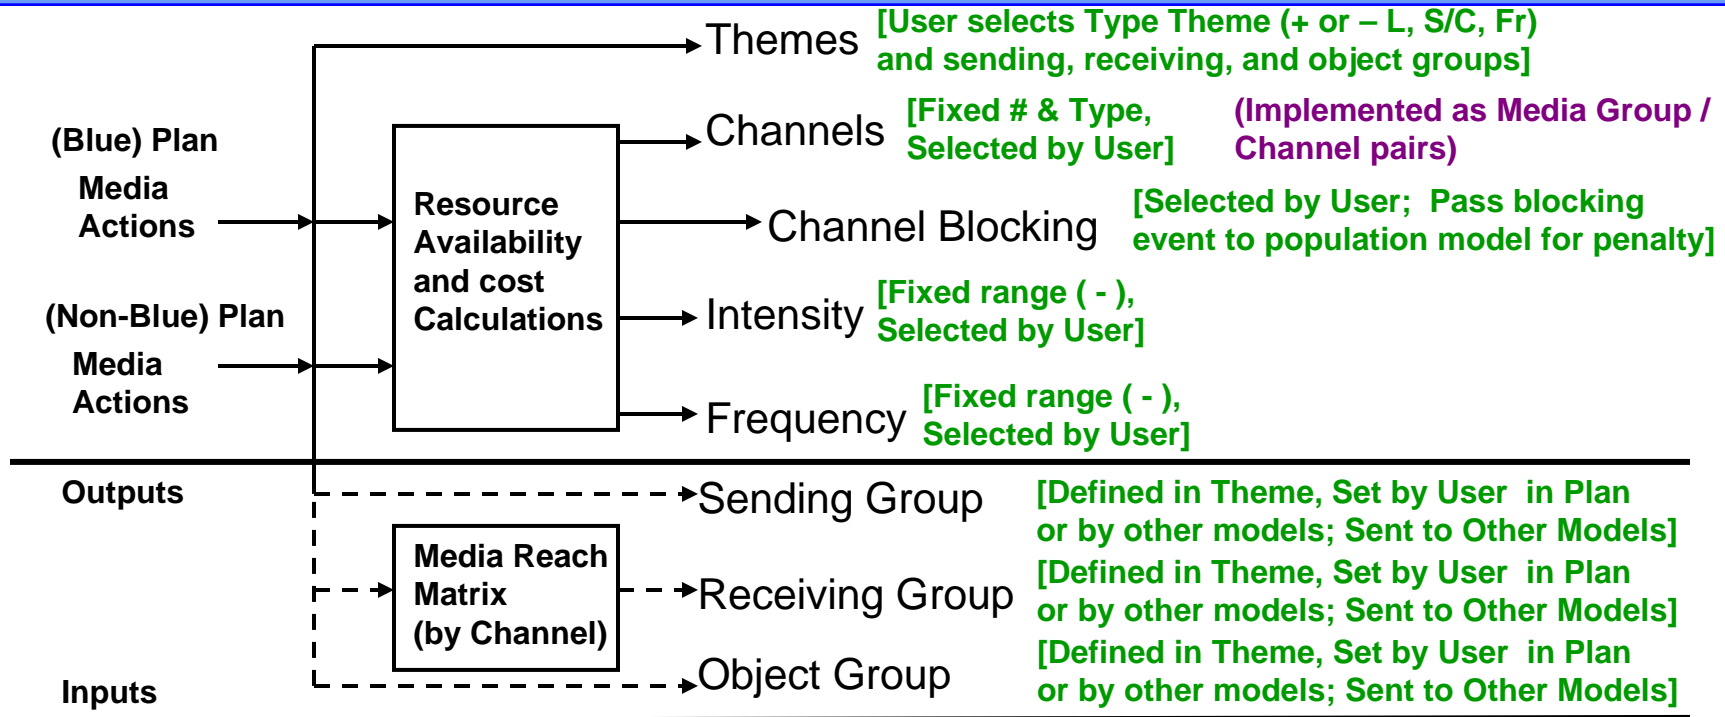 Themes
[User selects Type Theme (+ or – L, S/C, Fr)
and sending, receiving, and object groups]
(Blue) Plan
Media
Actions
(Non-Blue) Plan
Media
Actions
Resource
Availability
and cost
Calculations
Channels
[Fixed # & Type,
Selected by User]
(Implemented as Media Group /
Channel pairs)
Channel Blocking
[Selected by User;  Pass blocking
event to population model for penalty]
Intensity
[Fixed range ( - ),
Selected by User]
Frequency
[Fixed range ( - ),
Selected by User]
Outputs
Sending Group
[Defined in Theme, Set by User  in Plan
or by other models; Sent to Other Models]
Media Reach
Matrix
(by Channel)
Receiving Group
[Defined in Theme, Set by User  in Plan
or by other models; Sent to Other Models]
Object Group
[Defined in Theme, Set by User  in Plan
or by other models; Sent to Other Models]
Inputs